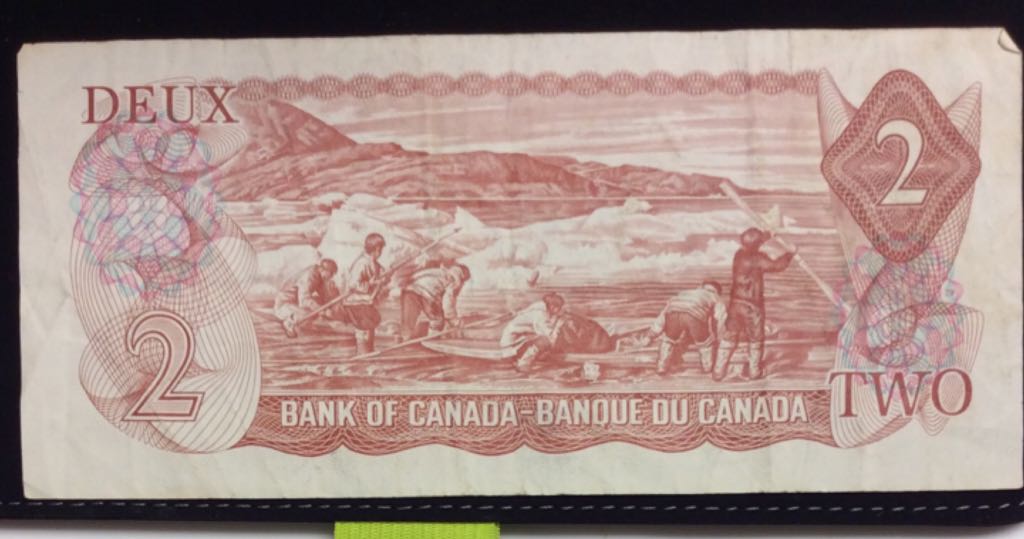 DEUX
2
2
BANK OF CANADA-BANQUE DU CANADA
TWO